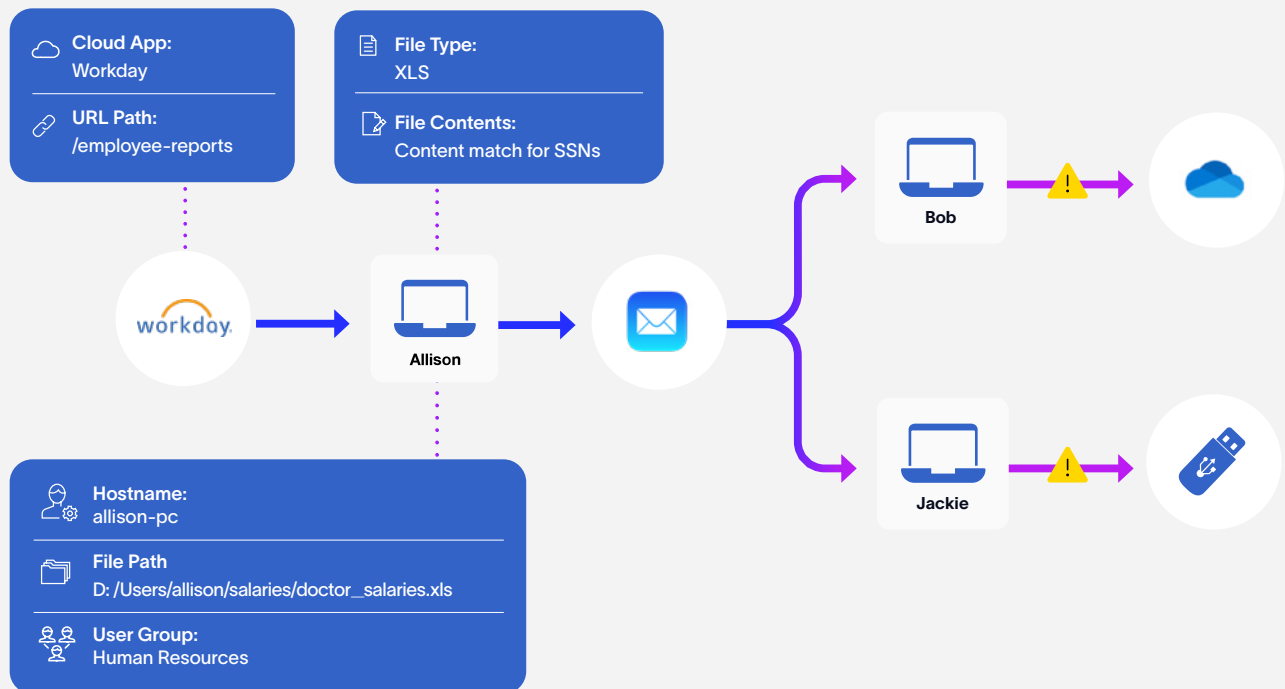 Cloud App:
Workday
URL Path:
/employee-reports
File Type:
XLS
File Contents:
Content match for SSNs
workday.
Allison
Bob
Jackie
Hostname:
allison-pc
File Path
D: /Users/allison/salaries/doctor_salaries.xls
User Group:
Human Resources